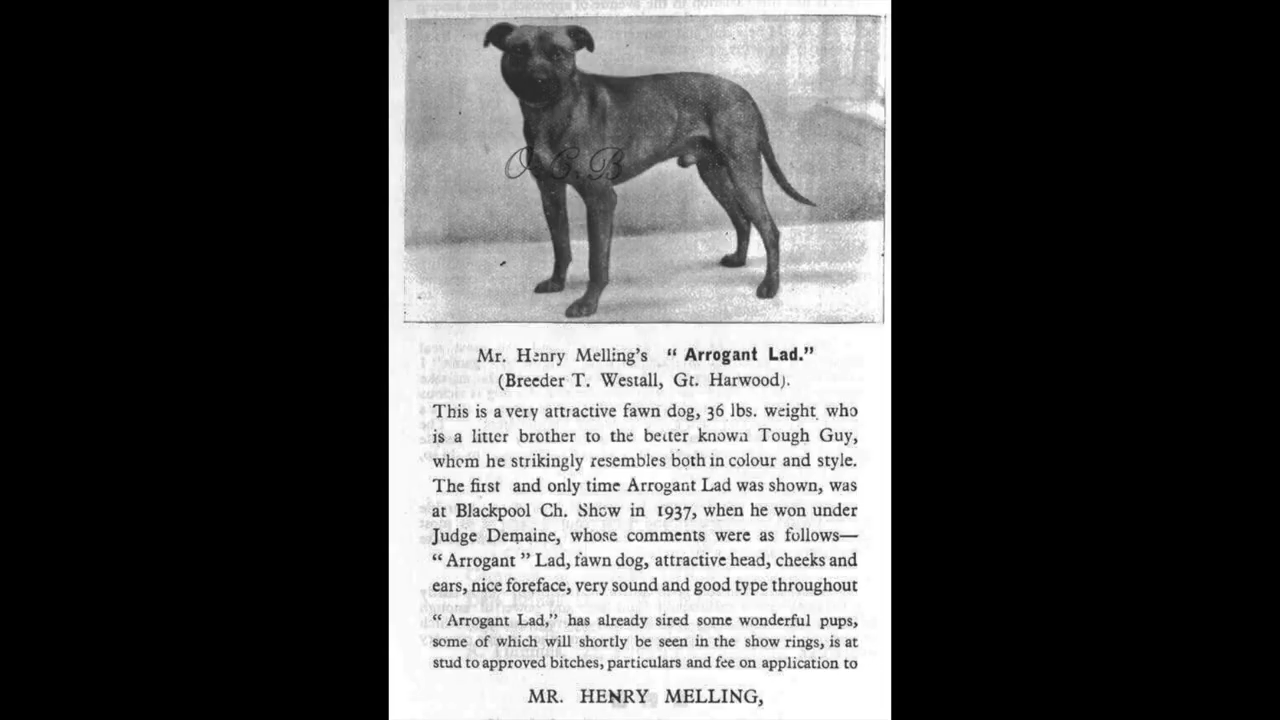 O.C.B
Mr. Henry Melling's “ Arrogant Lad.”
(Breeder T. Westall, Gt. Harwood).
This is a very attractive fawn dog, 36 lbs. weight who
is a litter brother to the better known Tough Guy,
whom he strikingly resembles both in colour and style.
The first and only time Arrogant Lad was shown, was
at Blackpool Ch. Show in 1937, when he won under
Judge Demaine, whose comments were as follows—
“ Arrogant ” Lad, fawn dog, attractive head, cheeks and
ears, nice foreface, very sound and good type throughout
“ Arrogant Lad,” has already sired some wonderful pups,
some of which will shortly be seen in the show rings, is at
stud to approved bitches, particulars and fee on application to
MR. HENRY MELLING,